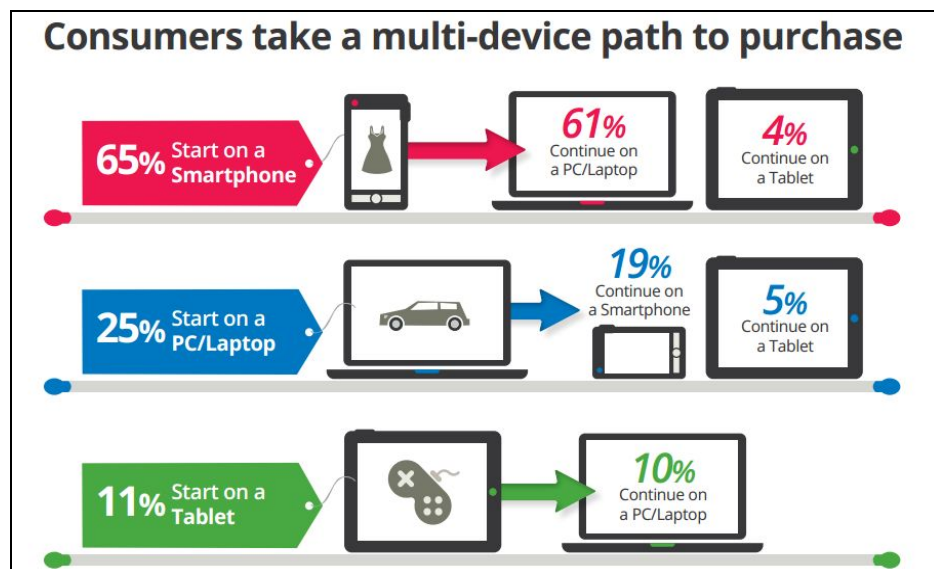 Consumers take a multi-device path to purchase
65% Start on a
Smartphone
61%
Continue on
a PC/Laptop
4%
Continue on
a Tablet
25% Start on a
PC/Laptop
19%
Continue on
a Smartphone
5%
Continue on
a Tablet
11% Start on a
Tablet
10%
Continue on
a PC/Laptop